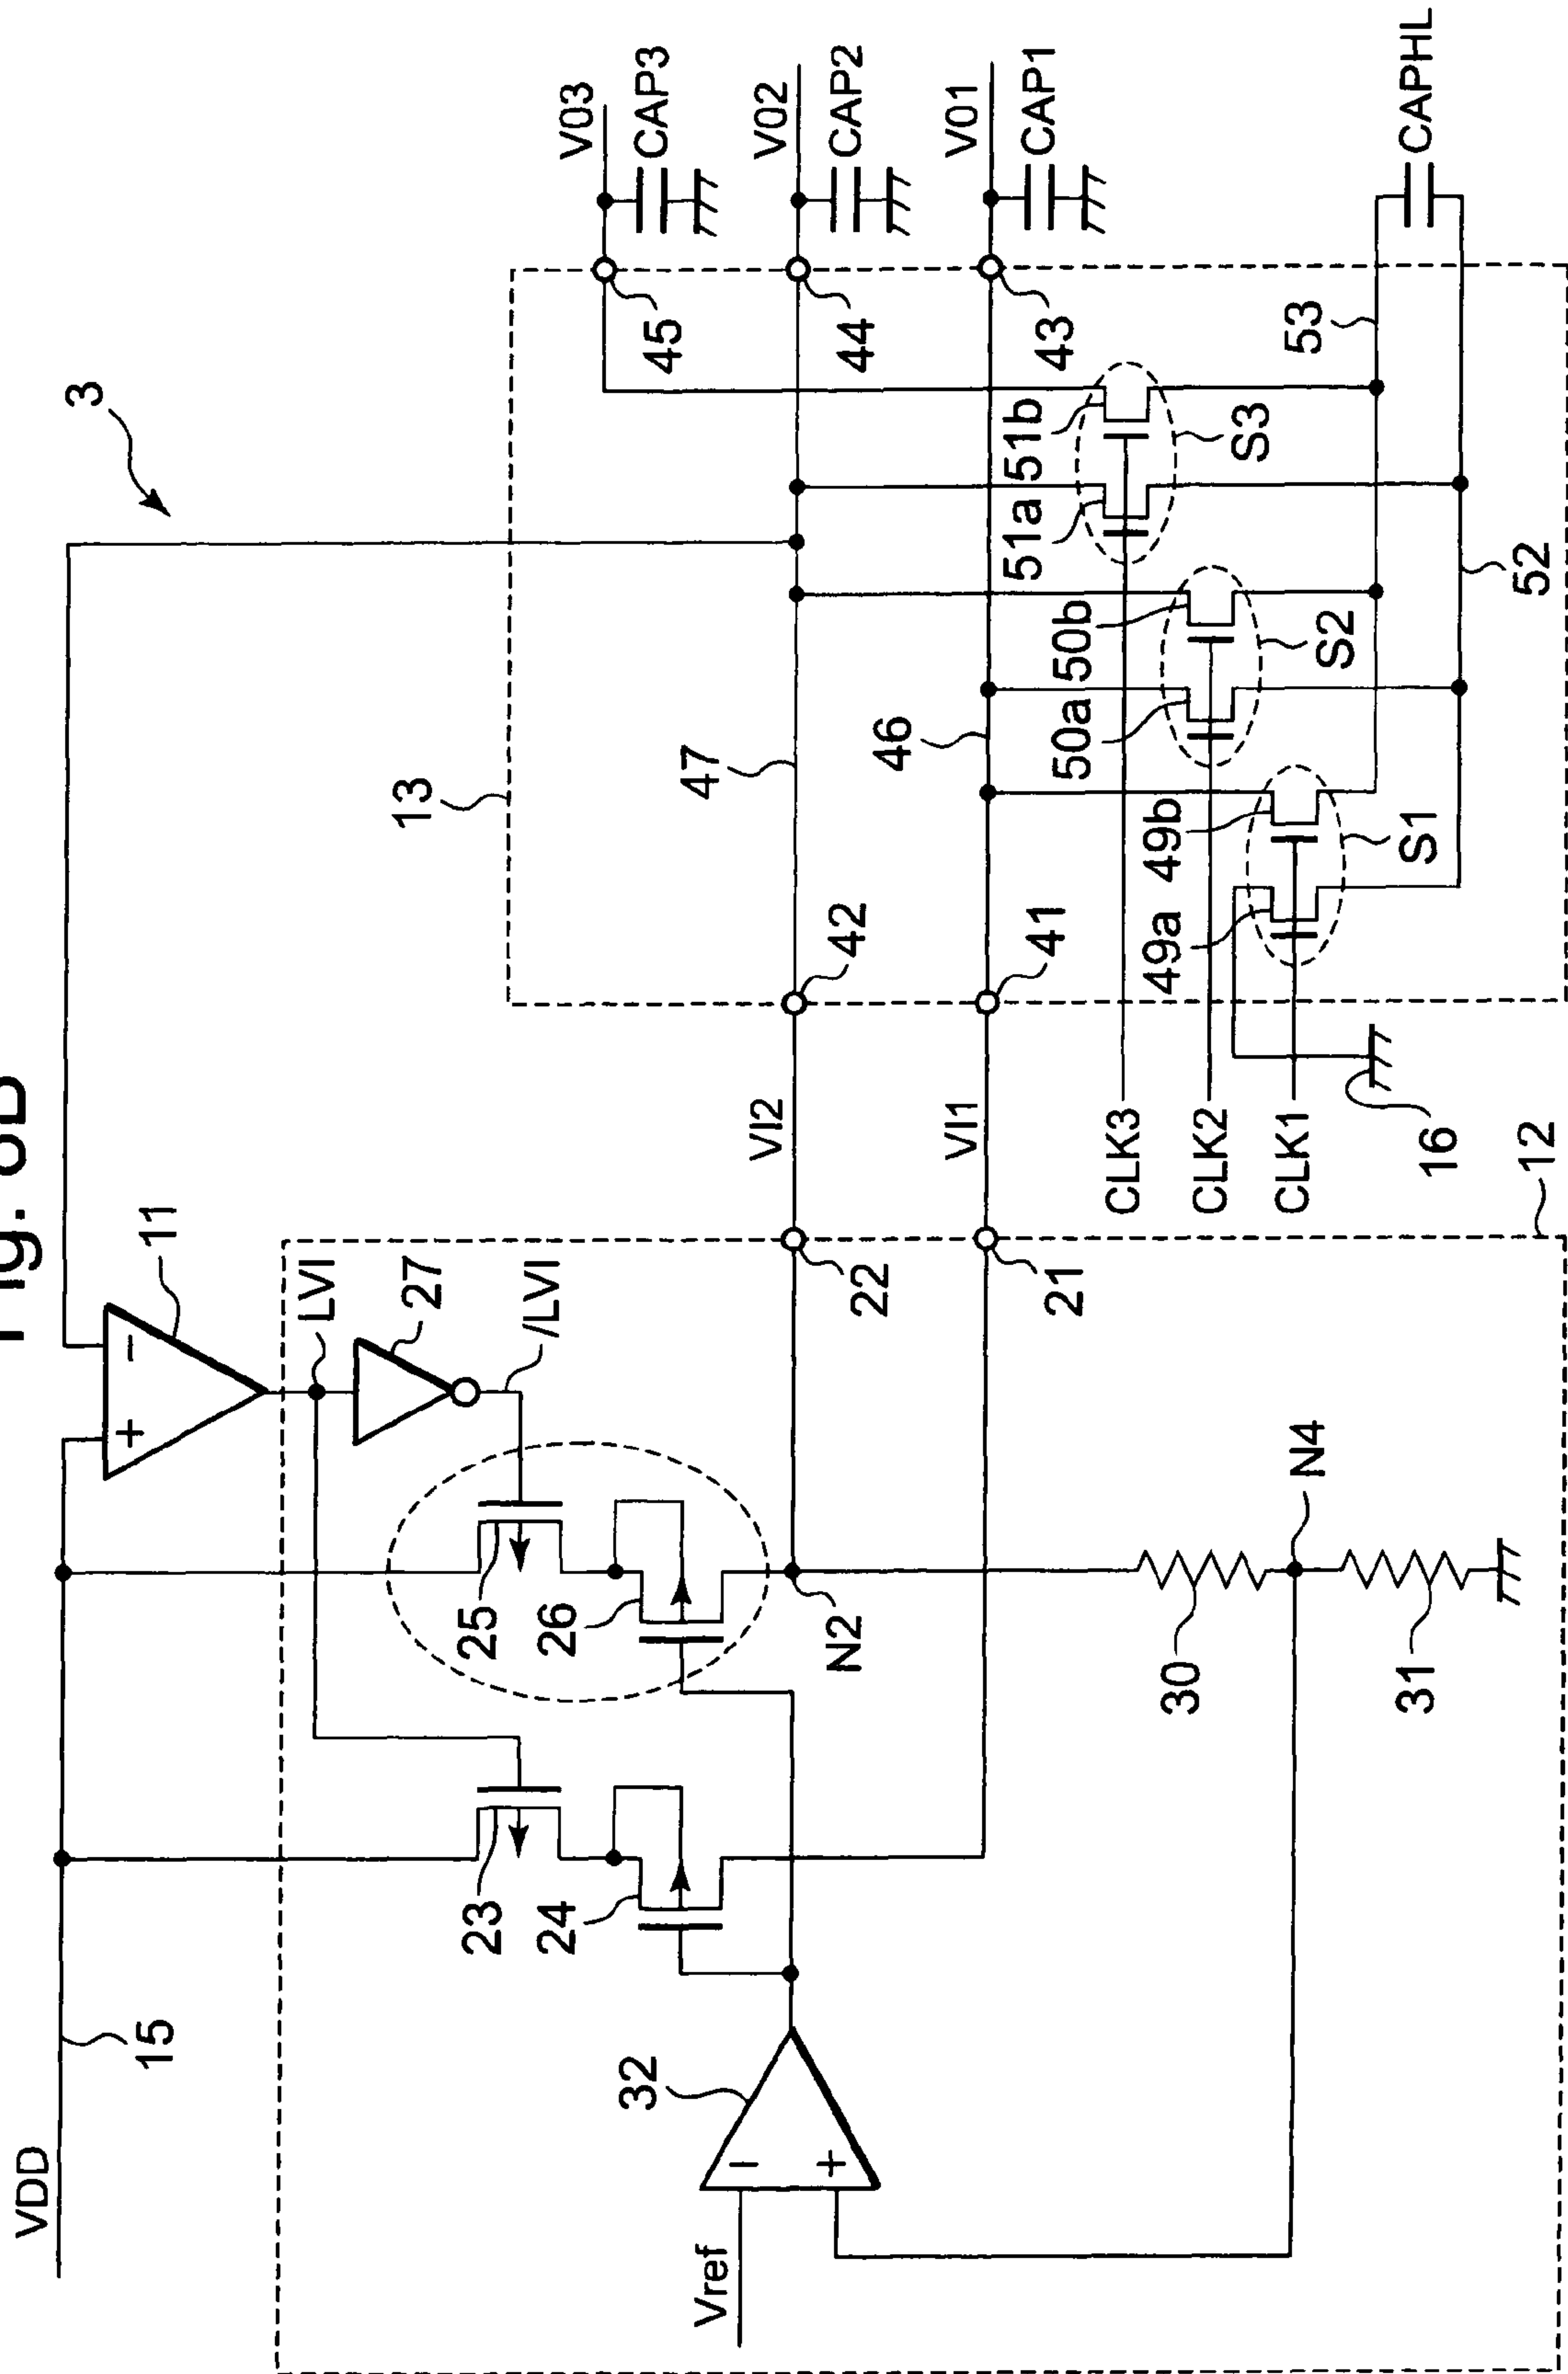 3
VDD
15
11
+
-
LVI
27
/LVI
25
26
23
24
N2
32
-
+
Vref
30
N4
31
22
21
12
VI2
VI1
CLK3
CLK2
CLK1
16
13
42
41
47
46
49a
49b
S1
50a
50b
S2
51a
51b
S3
52
53
45
44
43
V03
CAP3
V02
CAP2
V01
CAP1
CAPHL